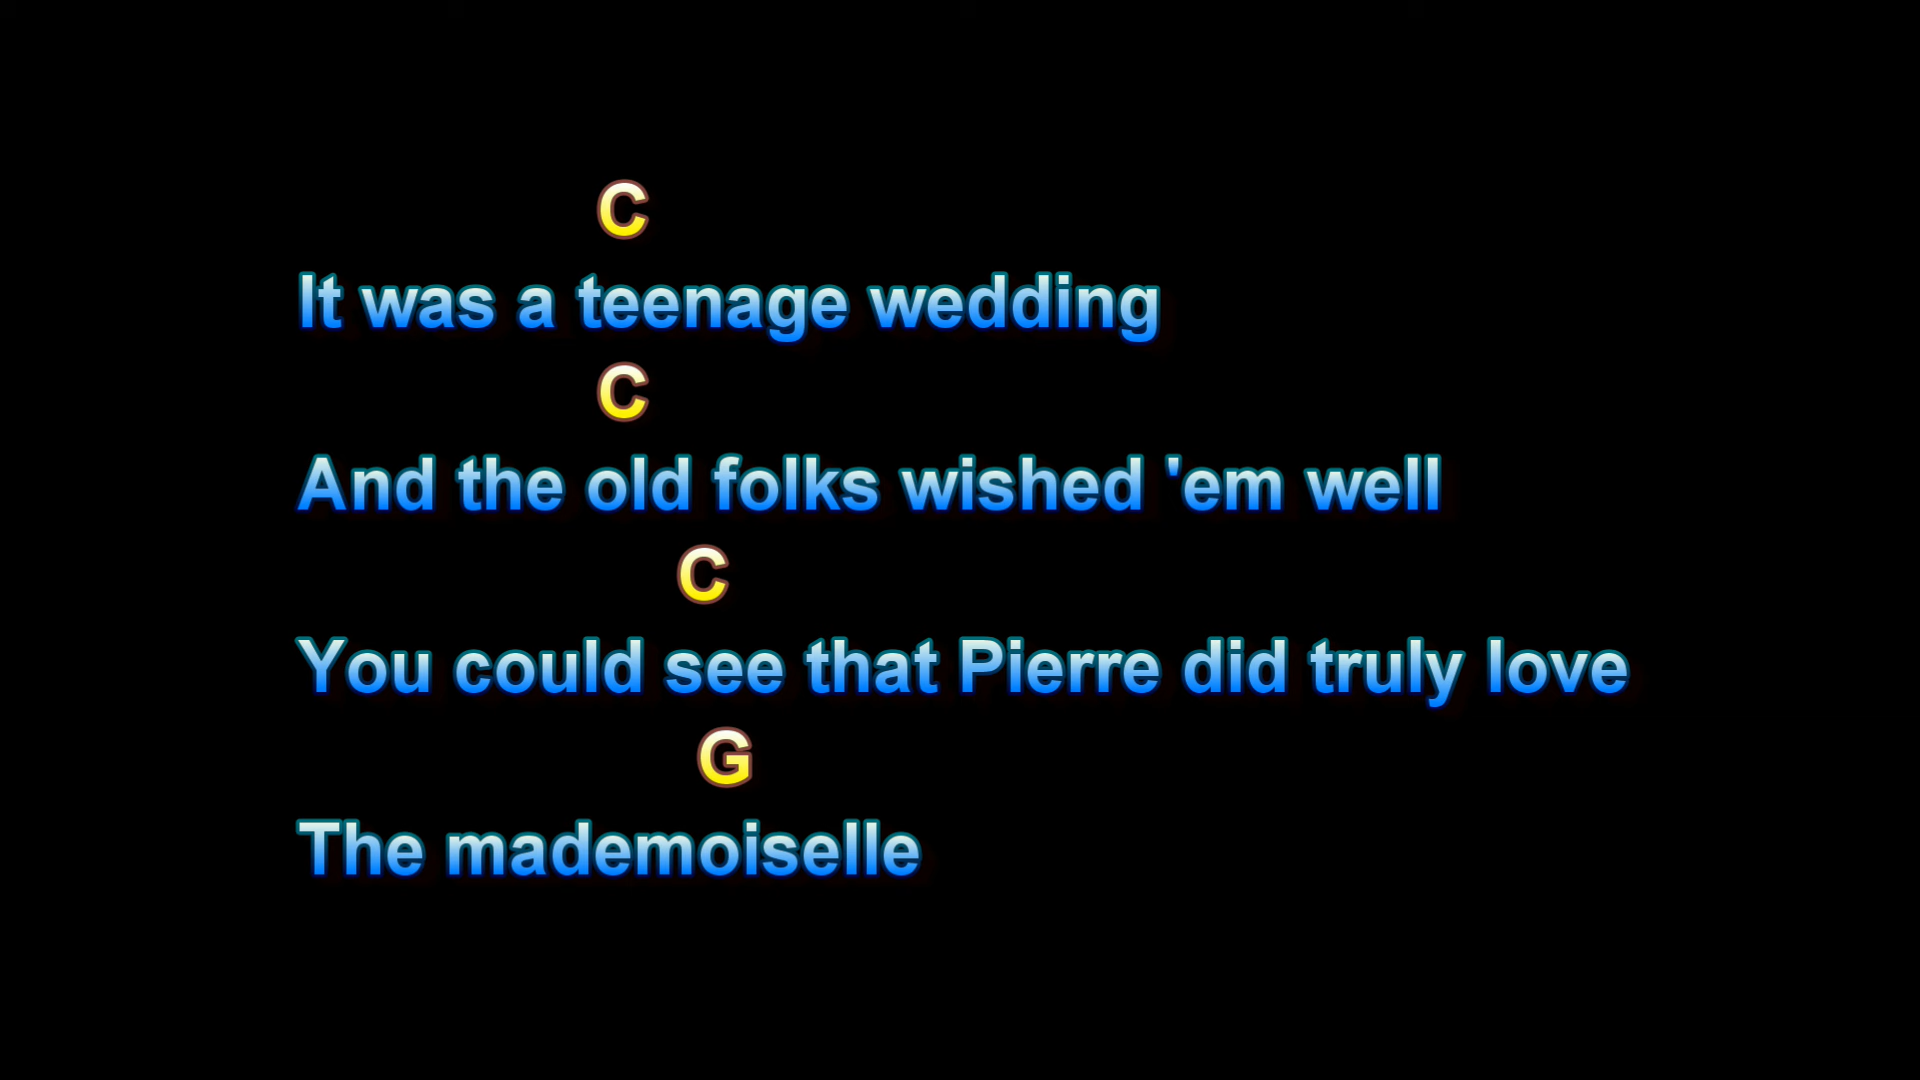 C
It was a teenage wedding
C
And the old folks wished 'em well
C
You could see that Pierre did truly love
G
The mademoiselle